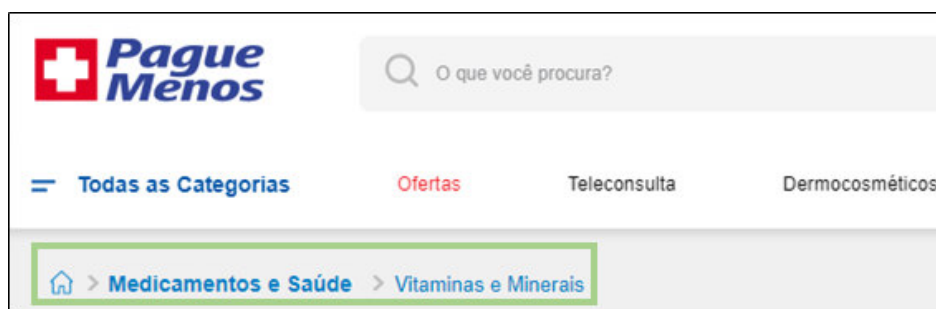 Pague
Menos
O que você procura?
Todas as Categorias Ofertas Teleconsulta Dermocosméticos
> Medicamentos e Saúde > Vitaminas e Minerais